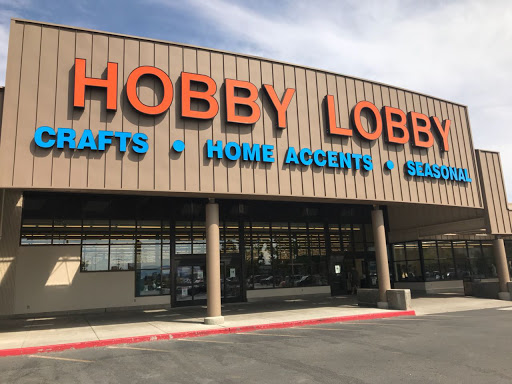 HOBBY LOBBY
CRAFTS • HOME ACCENTS • SEASONAL